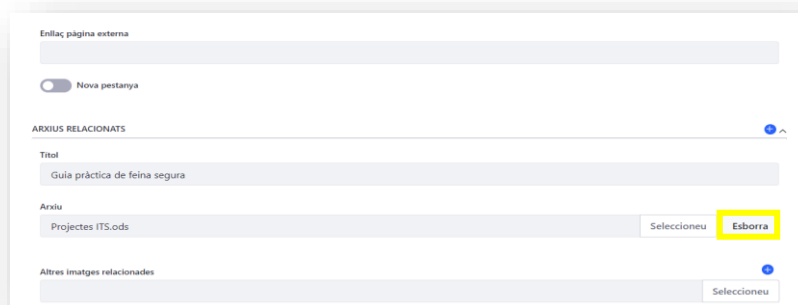 Enllaç pàgina externa
Nova pestanya
ARXIUS RELACIONATS
Títol
Guia pràctica de feina segura
Arxiu
Projectes ITS.ods Seleccioneu Esborra
Altres imatges relacionades
Seleccioneu